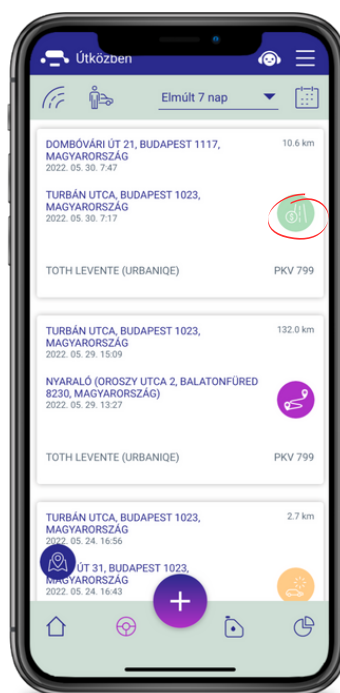 Útközben
Elmúlt 7 nap
DOMBÓVÁRI ÚT 21, BUDAPEST 1117,
MAGYARORSZÁG
10.6 km
2022. 05. 30. 7:47
TURBÁN UTCA, BUDAPEST 1023,
MAGYARORSZÁG
2022. 05. 30. 7:17
TOTH LEVENTE (URBANIQE)
PKV 799
TURBÁN UTCA, BUDAPEST 1023,
MAGYARORSZÁG
132.0 km
2022. 05. 29. 15:09
NYARALÓ (OROSZY UTCA 2, BALATONFÜRED
8230, MAGYARORSZÁG)
2022. 05. 29. 13:27
TOTH LEVENTE (URBANIQE)
PKV 799
TURBÁN UTCA, BUDAPEST 1023,
MAGYARORSZÁG
2.7 km
2022. 05. 24. 16:56
ÚT 31, BUDAPEST 1023,
MAGYARORSZÁG
2022. 05. 24. 16:43